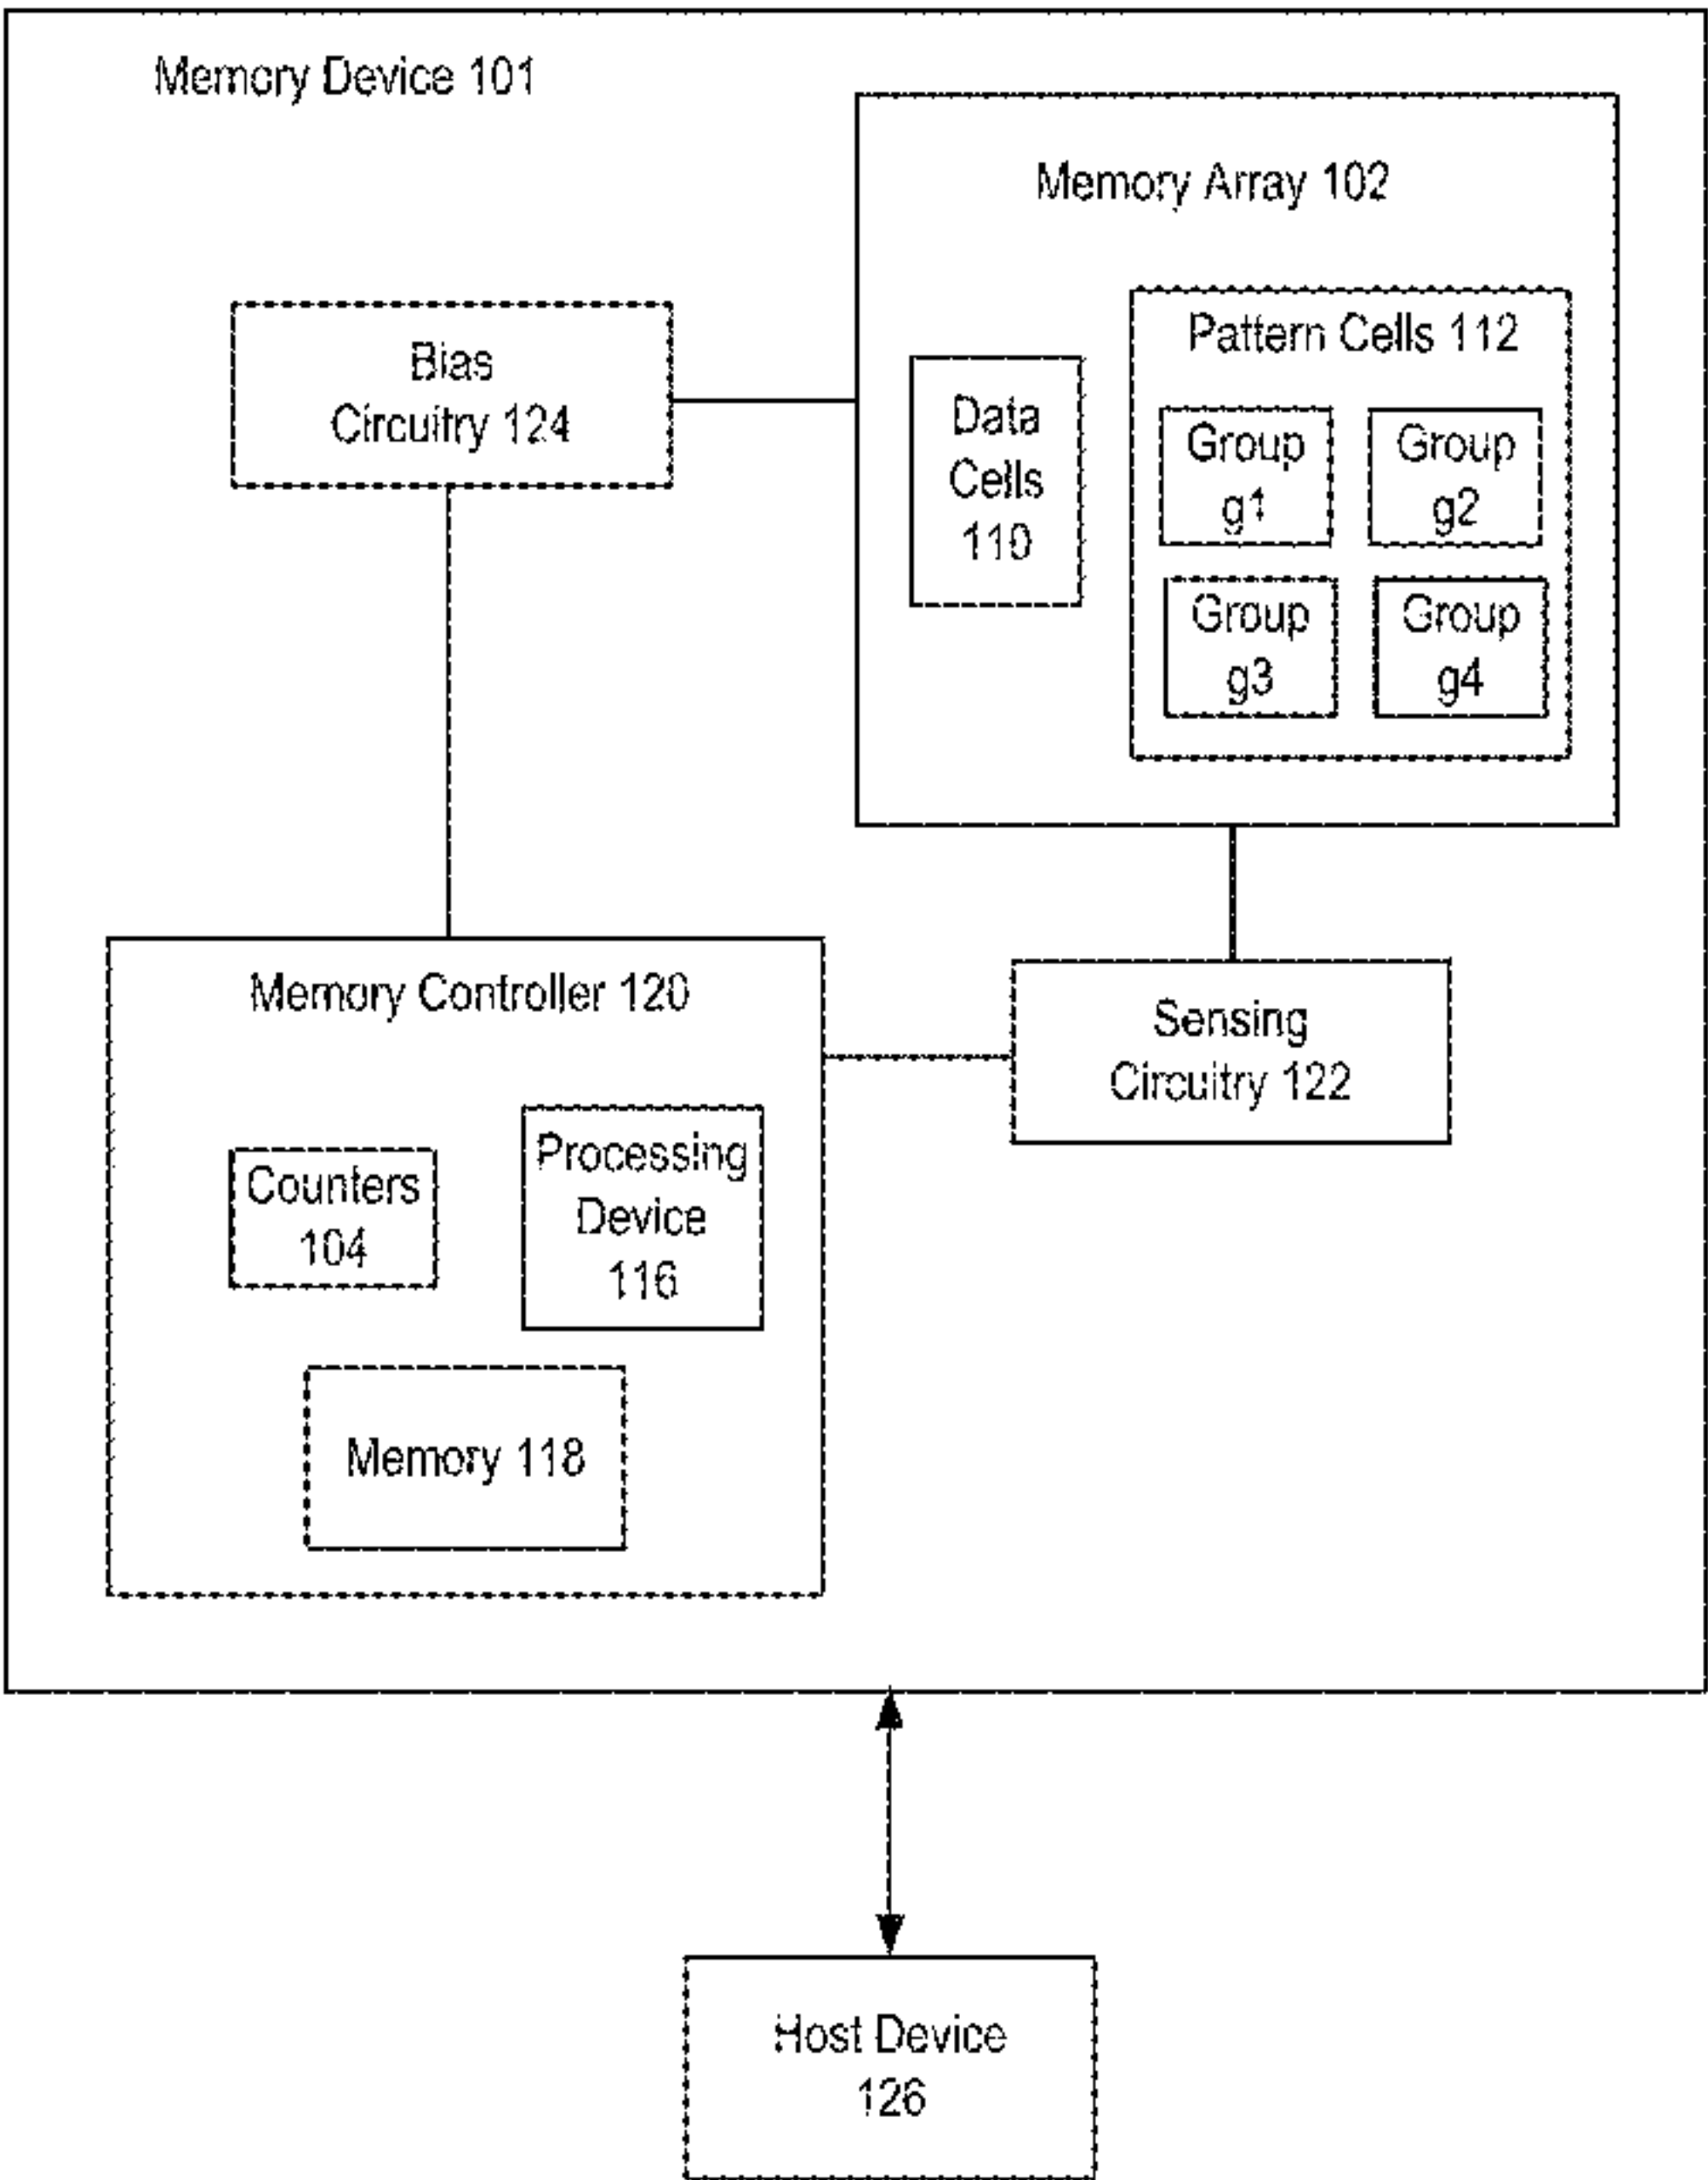 Memory Device 101
Memory Array 102
Bias
Circuitry 124
Data
Cells
110
Pattern Cells 112
Group
g1
Group
g2
Group
g3
Group
g4
Memory Controller 120
Sensing
Circuitry 122
Counters
104
Processing
Device
116
Memory 118
Host Device
126